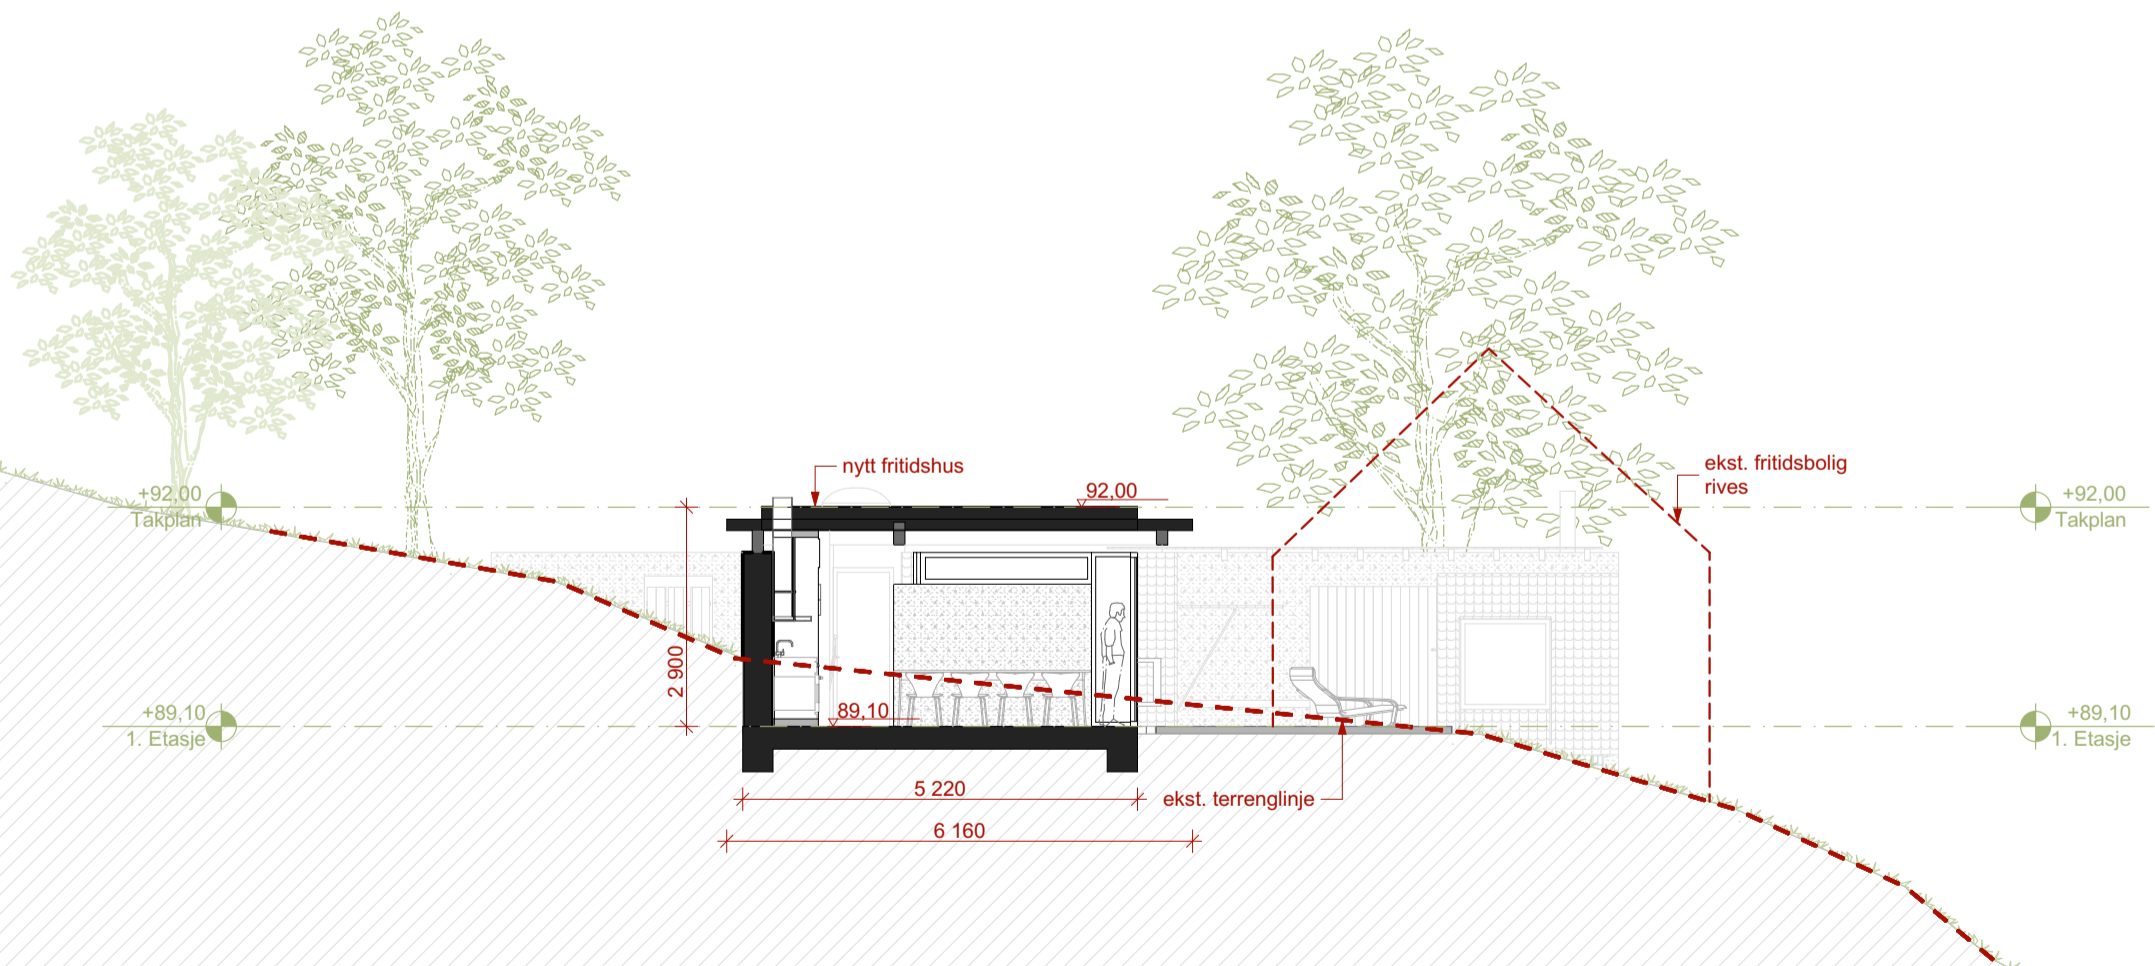 nytt fritidshus
ekst. fritidsbolig
rives
+92,00
Takplan
92,00
+92,00
Takplan
2 900
+89,10
1. Etasje
89,10
+89,10
1. Etasje
5 220
ekst. terrenglinje
6 160